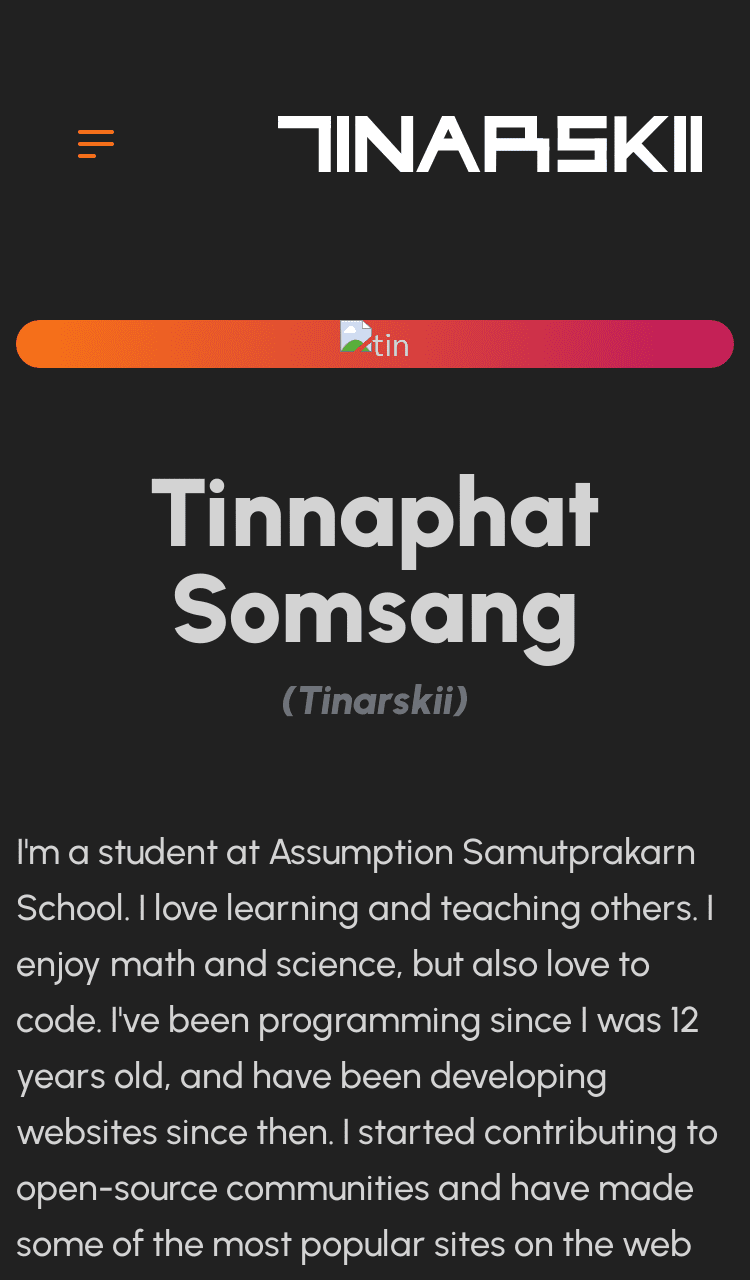 TINARSKII
tin
Tinnaphat
Somsang
(Tinarskii)
I'm a student at Assumption Samutprakarn
School. I love learning and teaching others. I
enjoy math and science, but also love to
code. I've been programming since I was 12
years old, and have been developing
websites since then. I started contributing to
open-source communities and have made
some of the most popular sites on the web